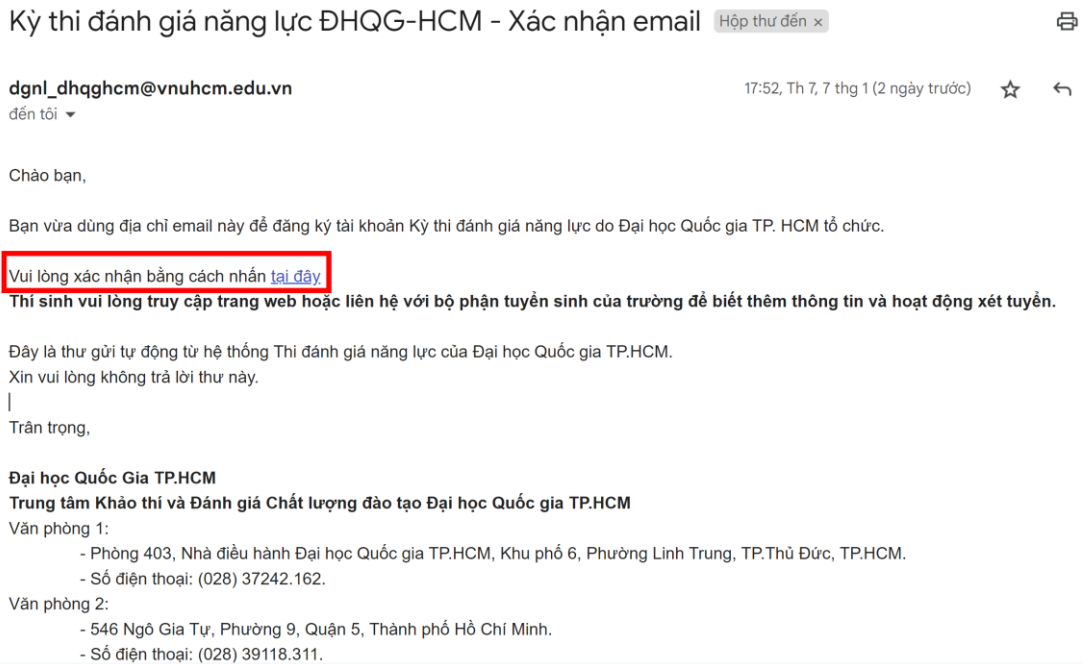 Kỳ thi đánh giá năng lực ĐHQG-HCM - Xác nhận email Hộp thư đến ×
dgnl_dhqghcm@vnuhcm.edu.vn 17:52, Th 7, 7 thg 1 (2 ngày trước)
đến tôi
Chào bạn,
Bạn vừa dùng địa chỉ email này để đăng ký tài khoản Kỳ thi đánh giá năng lực do Đại học Quốc gia TP. HCM tổ chức.
Vui lòng xác nhận bằng cách nhấn tại đây
Thí sinh vui lòng truy cập trang web hoặc liên hệ với bộ phận tuyển sinh của trường để biết thêm thông tin và hoạt động xét tuyển.
Đây là thư gửi tự động từ hệ thống Thi đánh giá năng lực của Đại học Quốc gia TP.HCM.
Xin vui lòng không trả lời thư này.
Trân trọng,
Đại học Quốc Gia TP.HCM
Trung tâm Khảo thí và Đánh giá Chất lượng đào tạo Đại học Quốc gia TP.HCM
Văn phòng 1:
- Phòng 403, Nhà điều hành Đại học Quốc gia TP.HCM, Khu phố 6, Phường Linh Trung, TP.Thủ Đức, TP.HCM.
- Số điện thoại: (028) 37242.162.
Văn phòng 2:
- 546 Ngô Gia Tự, Phường 9, Quận 5, Thành phố Hồ Chí Minh.
- Số điện thoại: (028) 39118.311.